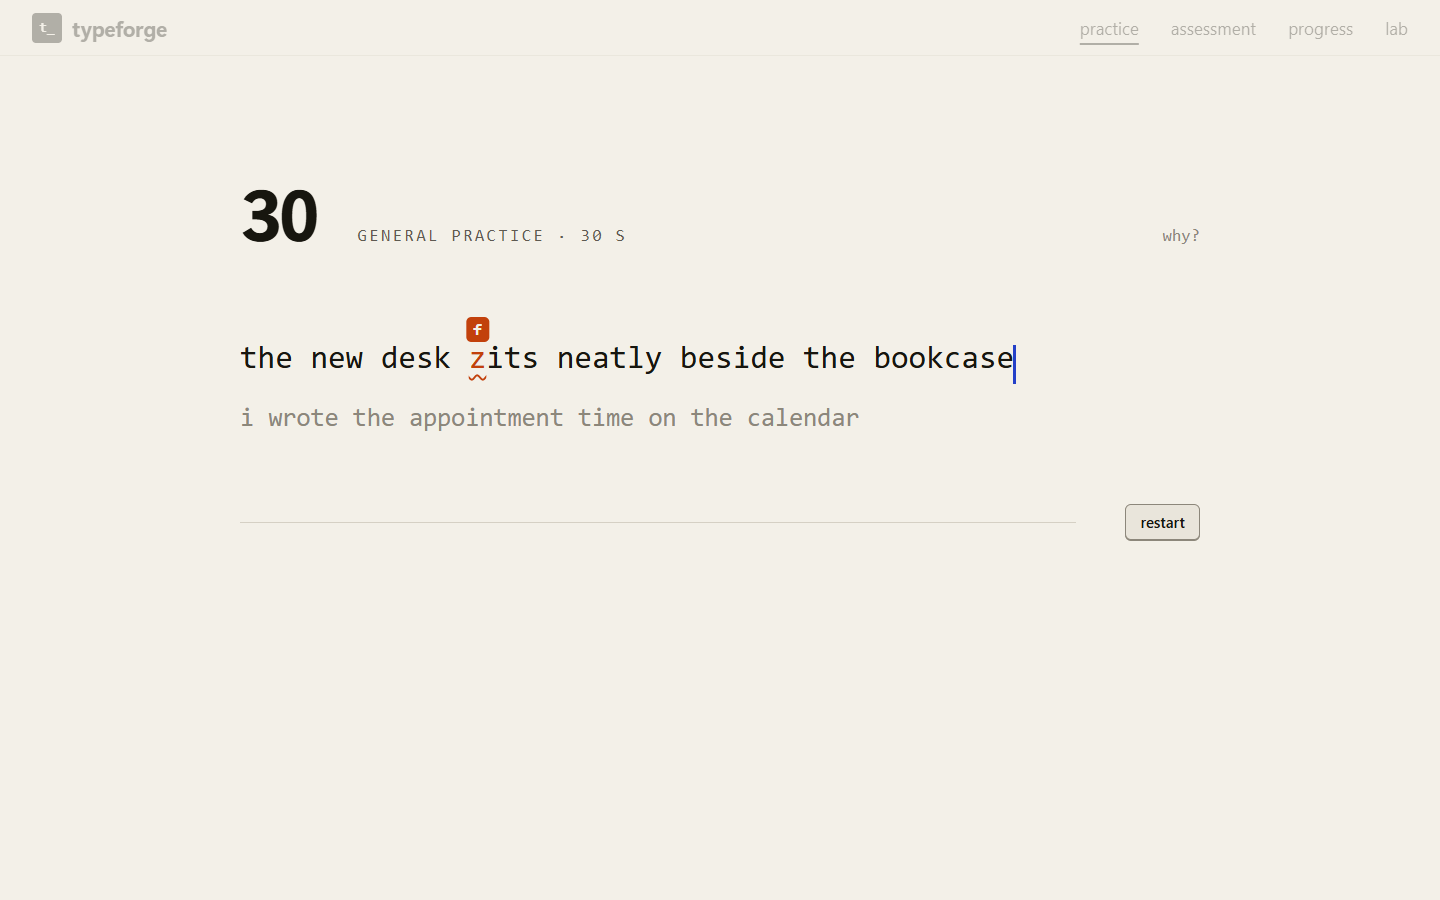 t_ typeforge practice assessment progress lab
30 GENERAL PRACTICE · 30 S why?
f
the new desk zits neatly beside the bookcase
i wrote the appointment time on the calendar
restart